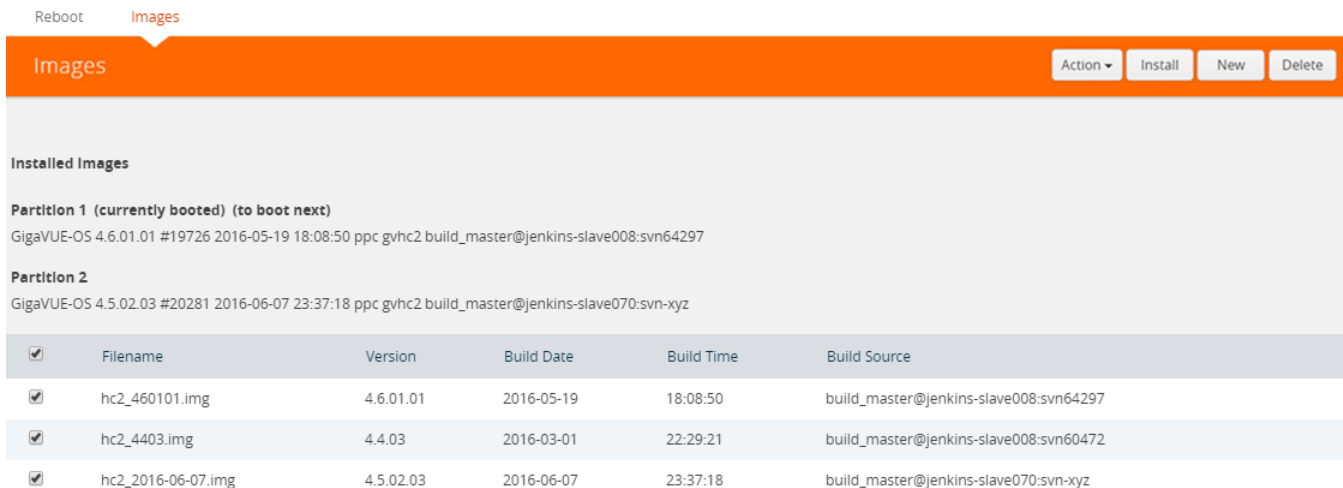 Reboot Images
Images Action Install New Delete
Installed Images
Partition 1 (currently booted) (to boot next)
GigaVUE-OS 4.6.01.01 #19726 2016-05-19 18:08:50 ppc gvhc2 build_master@jenkins-slave008:svn64297
Partition 2
GigaVUE-OS 4.5.02.03 #20281 2016-06-07 23:37:18 ppc gvhc2 build_master@jenkins-slave070:svn-xyz
Filename Version Build Date Build Time Build Source
hc2_460101.img 4.6.01.01 2016-05-19 18:08:50 build_master@jenkins-slave008:svn64297
hc2_4403.img 4.4.03 2016-03-01 22:29:21 build_master@jenkins-slave008:svn60472
hc2_2016-06-07.img 4.5.02.03 2016-06-07 23:37:18 build_master@jenkins-slave070:svn-xyz